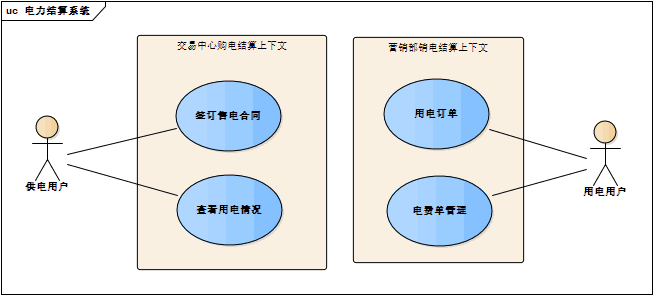 uc 电力结算系统
交易中心购电结算上下文
营销部销电结算上下文
签订售电合同
用电订单
供电用户
用电用户
查看用电情况
电费单管理